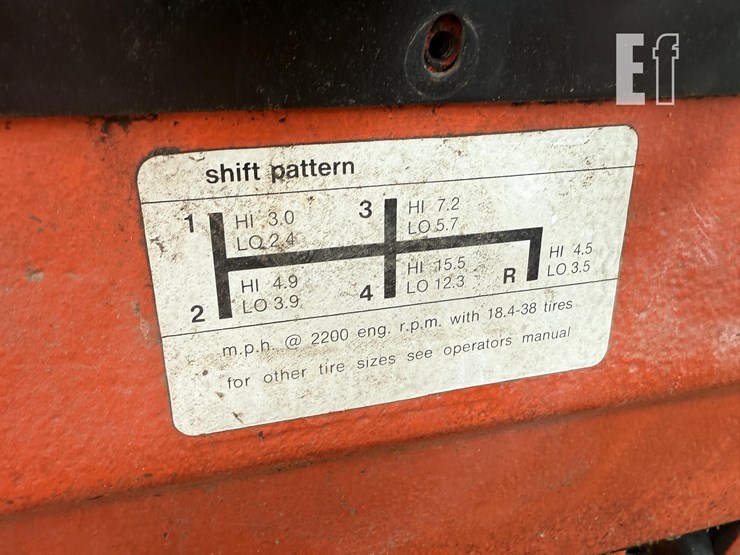 Ef
shift pattern
1 HI 3.0 3 HI 7.2
LO 2.4 LO 5.7
HI 4.9 HI 15.5 R HI 4.5
2 LO 3.9 4 LO 12.3 LO 3.5
m.p.h. @ 2200 eng. r.p.m. with 18.4-38 tires
for other tire sizes see operators manual